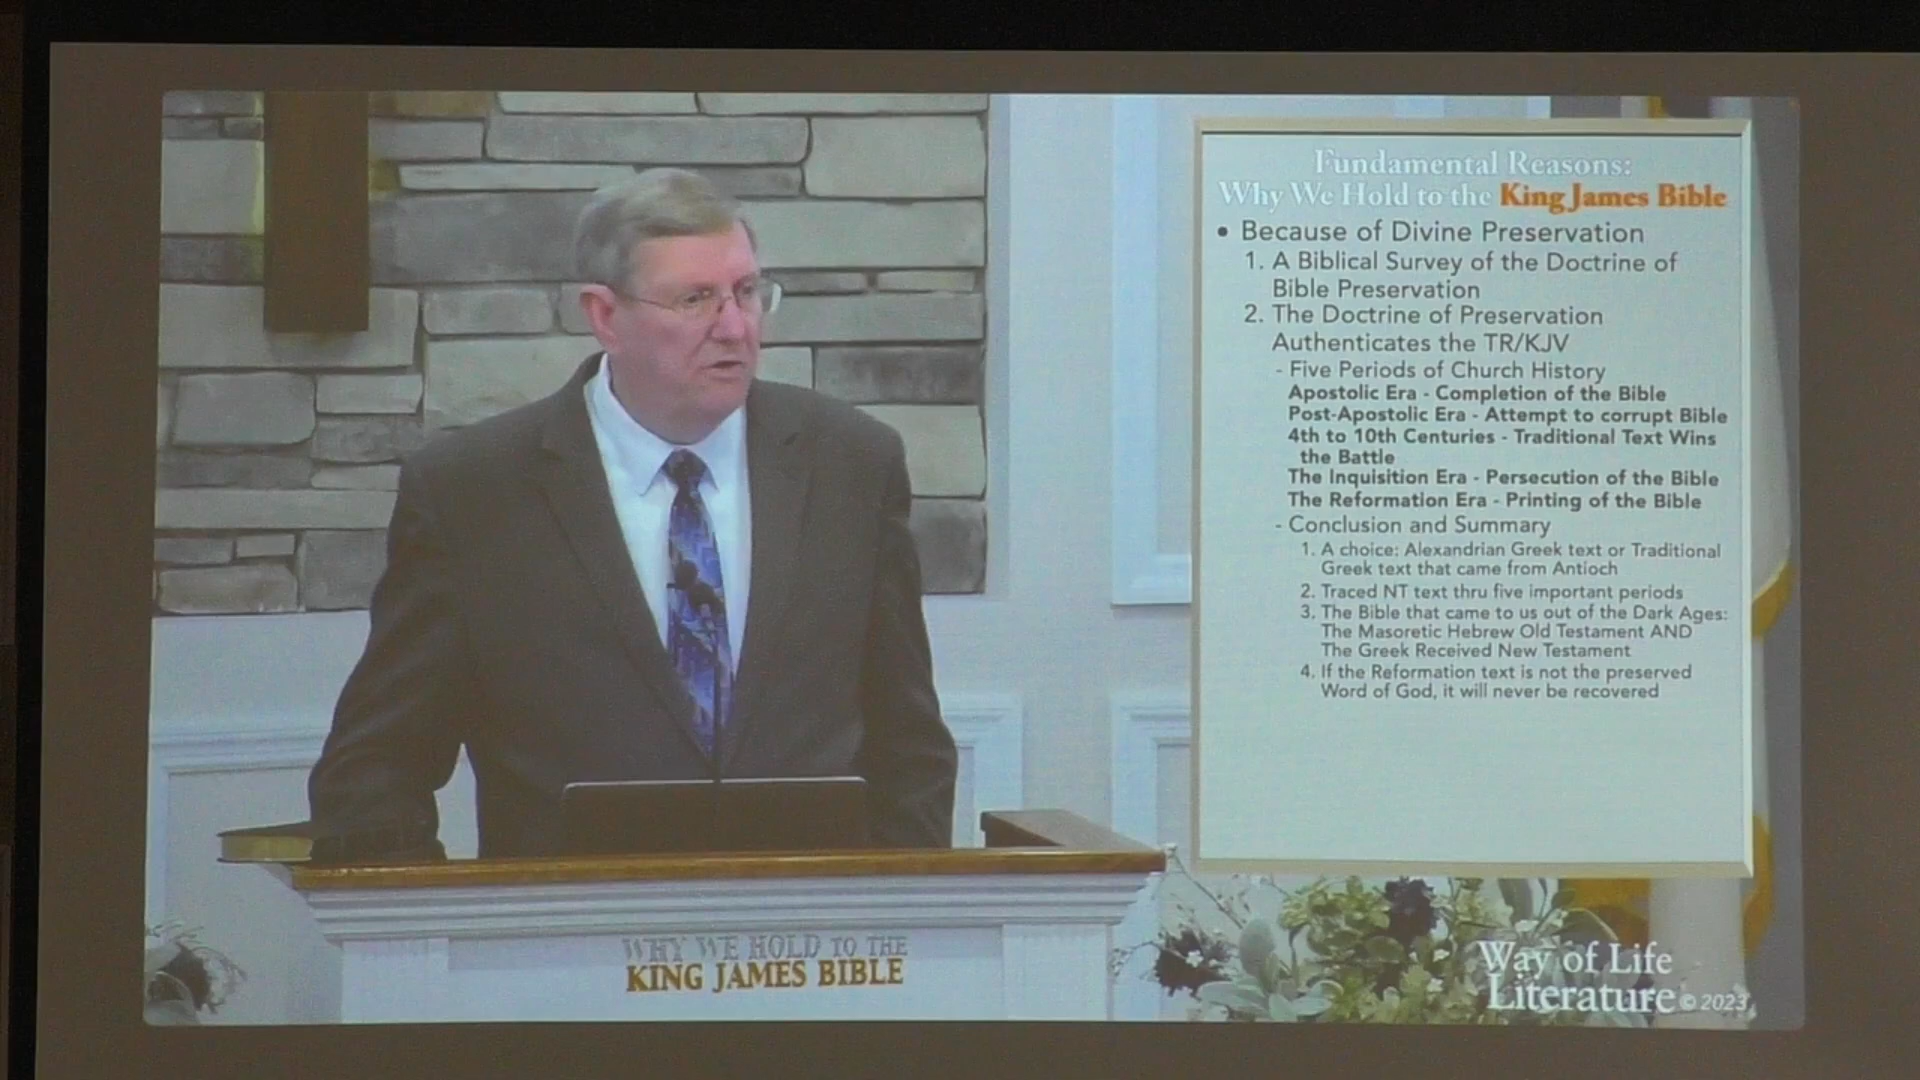 Fundamental Reasons:
Why We Hold to the King James Bible
• Because of Divine Preservation
1. A Biblical Survey of the Doctrine of
Bible Preservation
2. The Doctrine of Preservation
Authenticates the TR/KJV
- Five Periods of Church History
Apostolic Era - Completion of the Bible
Post-Apostolic Era - Attempt to corrupt Bible
4th to 10th Centuries - Traditional Text Wins
the Battle
The Inquisition Era - Persecution of the Bible
The Reformation Era - Printing of the Bible
- Conclusion and Summary
1. A choice: Alexandrian Greek text or Traditional
Greek text that came from Antioch
2. Traced NT text thru five important periods
3. The Bible that came to us out of the Dark Ages:
The Masoretic Hebrew Old Testament AND
The Greek Received New Testament
4. If the Reformation text is not the preserved
Word of God, it will never be recovered
WHY WE HOLD TO THE
KING JAMES BIBLE
Way of Life
Literature © 2023